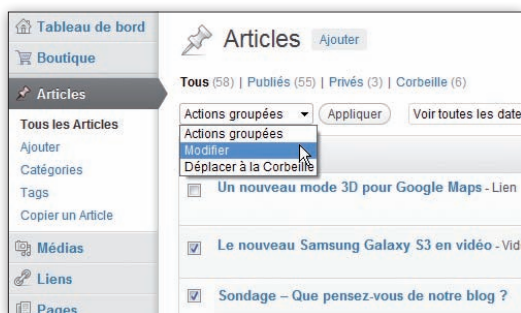 Tableau de bord
Boutique
Articles
Tous les Articles
Ajouter
Catégories
Tags
Copier un Article
Médias
Liens
Pages
Articles Ajouter
Tous (58) | Publiés (55) | Privés (3) | Corbeille (6)
Actions groupées Appliquer Voir toutes les date
Actions groupées
Modifier
Déplacer à la Corbeille
Un nouveau mode 3D pour Google Maps - Lien
Le nouveau Samsung Galaxy S3 en vidéo - Vid
Sondage – Que pensez-vous de notre blog ?